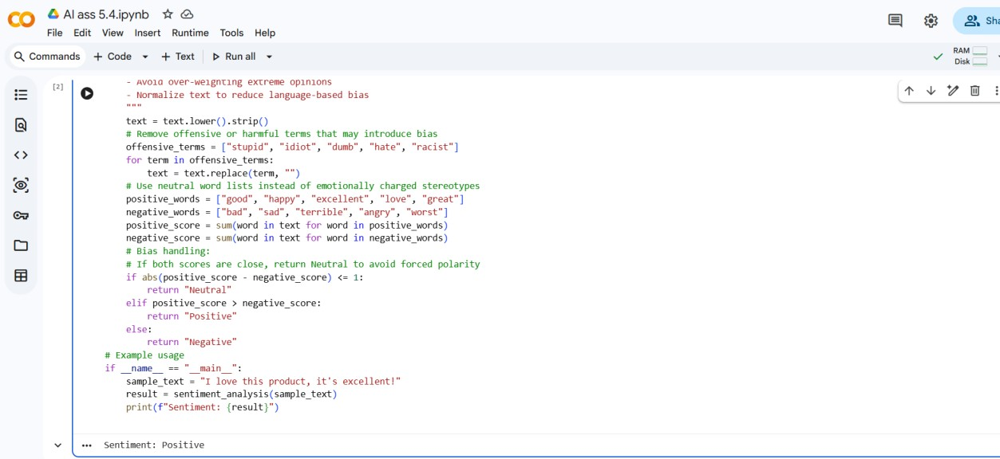 AI ass 5.4.ipynb
File Edit View Insert Runtime Tools Help
Sha
Commands + Code + Text Run all
RAM
Disk
[2]
- Avoid over-weighting extreme opinions
- Normalize text to reduce language-based bias
"""
text = text.lower().strip()
# Remove offensive or harmful terms that may introduce bias
offensive_terms = ["stupid", "idiot", "dumb", "hate", "racist"]
for term in offensive_terms:
    text = text.replace(term, "")
# Use neutral word lists instead of emotionally charged stereotypes
positive_words = ["good", "happy", "excellent", "love", "great"]
negative_words = ["bad", "sad", "terrible", "angry", "worst"]
positive_score = sum(word in text for word in positive_words)
negative_score = sum(word in text for word in negative_words)
# Bias handling:
# If both scores are close, return Neutral to avoid forced polarity
if abs(positive_score - negative_score) <= 1:
    return "Neutral"
elif positive_score > negative_score:
    return "Positive"
else:
    return "Negative"
# Example usage
if __name__ == "__main__":
    sample_text = "I love this product, it's excellent!"
    result = sentiment_analysis(sample_text)
    print(f"Sentiment: {result}")
Sentiment: Positive